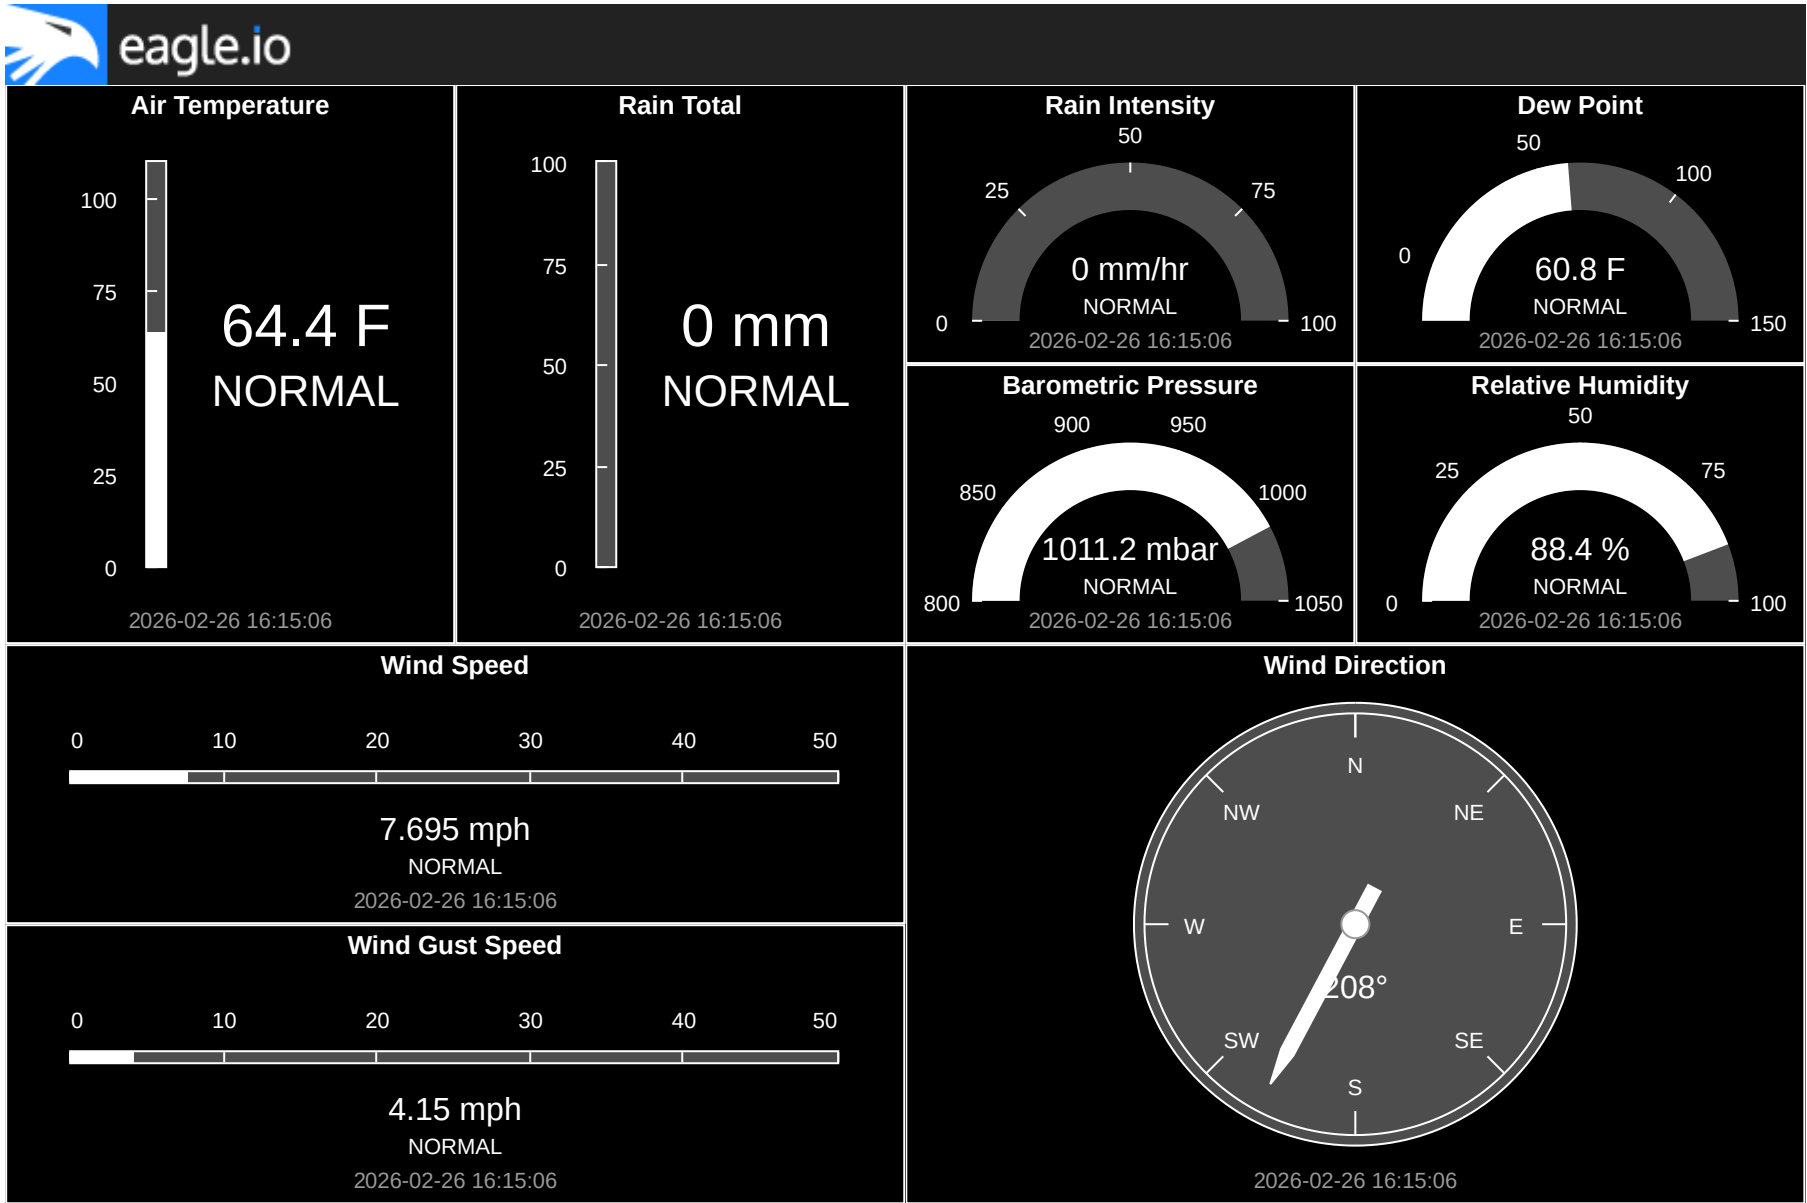 eagle.io
Air Temperature
100
75
50
25
0
64.4 F
NORMAL
2026-02-26 16:15:06
Rain Total
100
75
50
25
0
0 mm
NORMAL
2026-02-26 16:15:06
Rain Intensity
50
25
75
0
100
0 mm/hr
NORMAL
2026-02-26 16:15:06
Dew Point
50
100
0
150
60.8 F
NORMAL
2026-02-26 16:15:06
Barometric Pressure
900
950
850
1000
800
1050
1011.2 mbar
NORMAL
2026-02-26 16:15:06
Relative Humidity
50
25
75
0
100
88.4 %
NORMAL
2026-02-26 16:15:06
Wind Speed
0 10 20 30 40 50
7.695 mph
NORMAL
2026-02-26 16:15:06
Wind Gust Speed
0 10 20 30 40 50
4.15 mph
NORMAL
2026-02-26 16:15:06
Wind Direction
N
NW NE
W E
208°
SW SE
S
2026-02-26 16:15:06